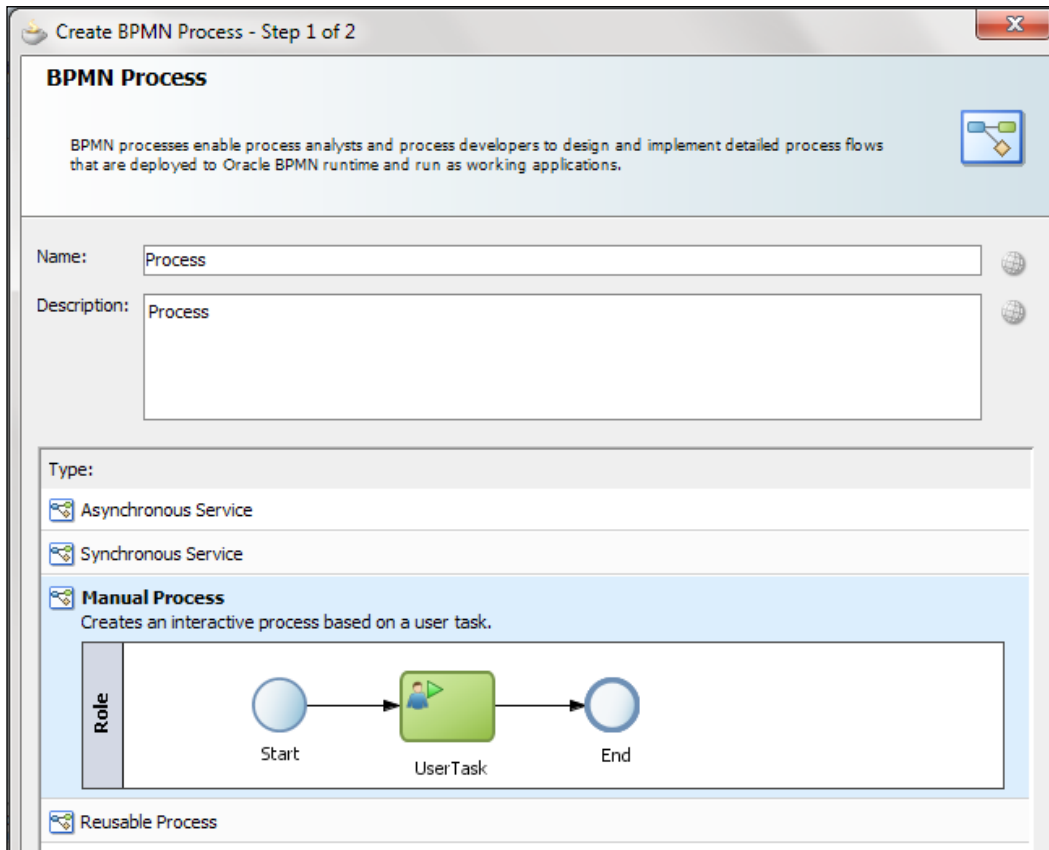 Create BPMN Process - Step 1 of 2
BPMN Process
BPMN processes enable process analysts and process developers to design and implement detailed process flows
that are deployed to Oracle BPMN runtime and run as working applications.
Name:
Process
Description:
Process
Type:
Asynchronous Service
Synchronous Service
Manual Process
Creates an interactive process based on a user task.
Role
Start
UserTask
End
Reusable Process